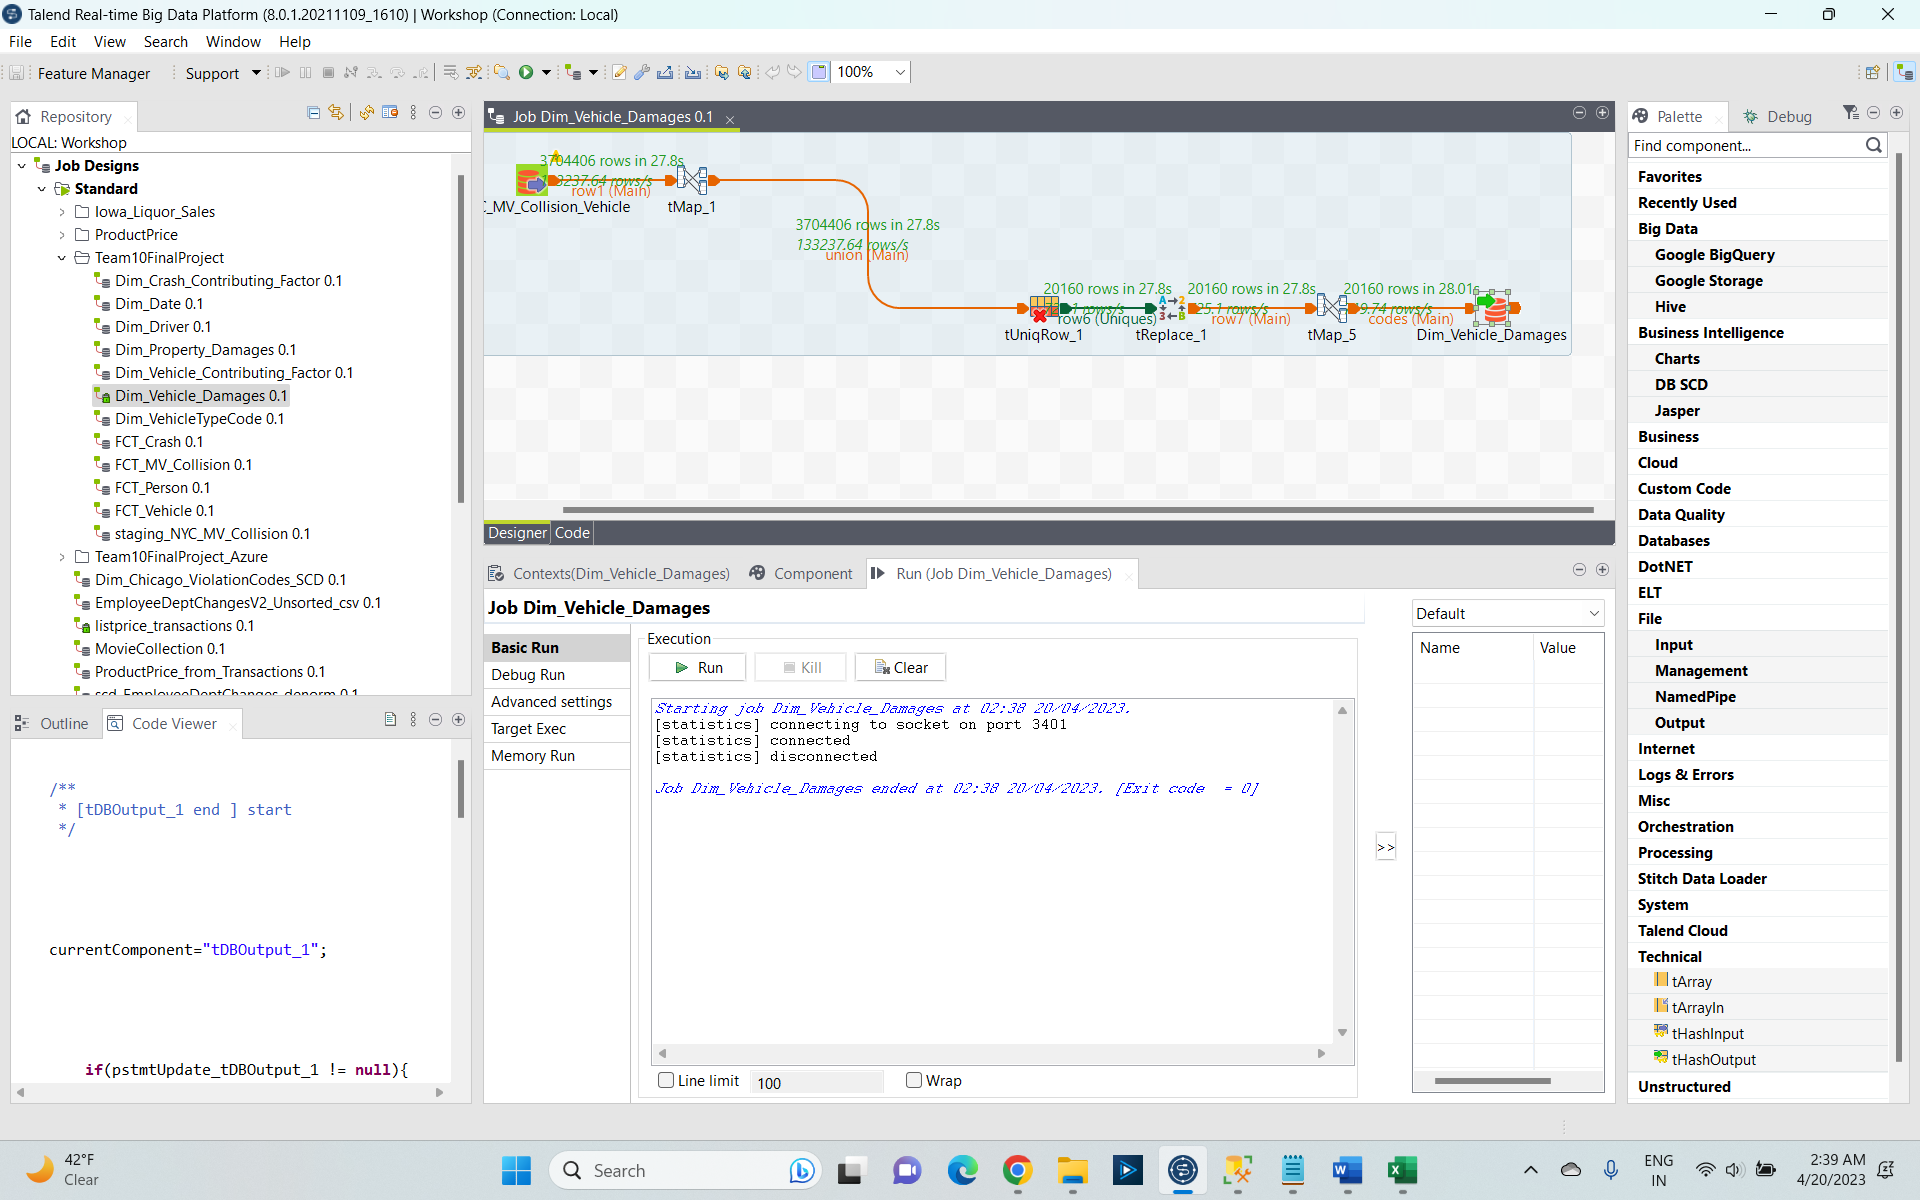 Talend Real-time Big Data Platform (8.0.1.20211109_1610) | Workshop (Connection: Local)
File Edit View Search Window Help
Feature Manager Support 100%
Repository
LOCAL: Workshop
Job Designs
Standard
Iowa_Liquor_Sales
ProductPrice
Team10FinalProject
Dim_Crash_Contributing_Factor 0.1
Dim_Date 0.1
Dim_Driver 0.1
Dim_Property_Damages 0.1
Dim_Vehicle_Contributing_Factor 0.1
Dim_Vehicle_Damages 0.1
Dim_VehicleTypeCode 0.1
FCT_Crash 0.1
FCT_MV_Collision 0.1
FCT_Person 0.1
FCT_Vehicle 0.1
staging_NYC_MV_Collision 0.1
Team10FinalProject_Azure
Dim_Chicago_ViolationCodes_SCD 0.1
EmployeeDeptChangesV2_Unsorted_csv 0.1
listprice_transactions 0.1
MovieCollection 0.1
ProductPrice_from_Transactions 0.1
scd_EmployeeDeptChanges_denorm 0.1
Outline Code Viewer
/**
* [tDBOutput_1 end ] start
*/
currentComponent="tDBOutput_1";
if(pstmtUpdate_tDBOutput_1 != null){
Job Dim_Vehicle_Damages 0.1
3704406 rows in 27.8s
row1 (Main)
_MV_Collision_Vehicle
tMap_1
3704406 rows in 27.8s
133237.64 rows/s
union (Main)
20160 rows in 27.8s
row6 (Uniques)
20160 rows in 27.8s
row7 (Main)
20160 rows in 28.01s
codes (Main)
tUniqRow_1
tReplace_1
tMap_5
Dim_Vehicle_Damages
Designer Code
Contexts(Dim_Vehicle_Damages) Component Run (Job Dim_Vehicle_Damages)
Job Dim_Vehicle_Damages
Basic Run
Debug Run
Advanced settings
Target Exec
Memory Run
Execution
Run Kill Clear
Starting job Dim_Vehicle_Damages at 02:38 20/04/2023.
[statistics] connecting to socket on port 3401
[statistics] connected
[statistics] disconnected
Job Dim_Vehicle_Damages ended at 02:38 20/04/2023. [Exit code = 0]
Line limit 100 Wrap
>>
Default
Name Value
Palette Debug
Find component...
Favorites
Recently Used
Big Data
Google BigQuery
Google Storage
Hive
Business Intelligence
Charts
DB SCD
Jasper
Business
Cloud
Custom Code
Data Quality
Databases
DotNET
ELT
File
Input
Management
NamedPipe
Output
Internet
Logs & Errors
Misc
Orchestration
Processing
Stitch Data Loader
System
Talend Cloud
Technical
tArray
tArrayIn
tHashInput
tHashOutput
Unstructured
42°F
Clear
Search
ENG
IN
2:39 AM
4/20/2023